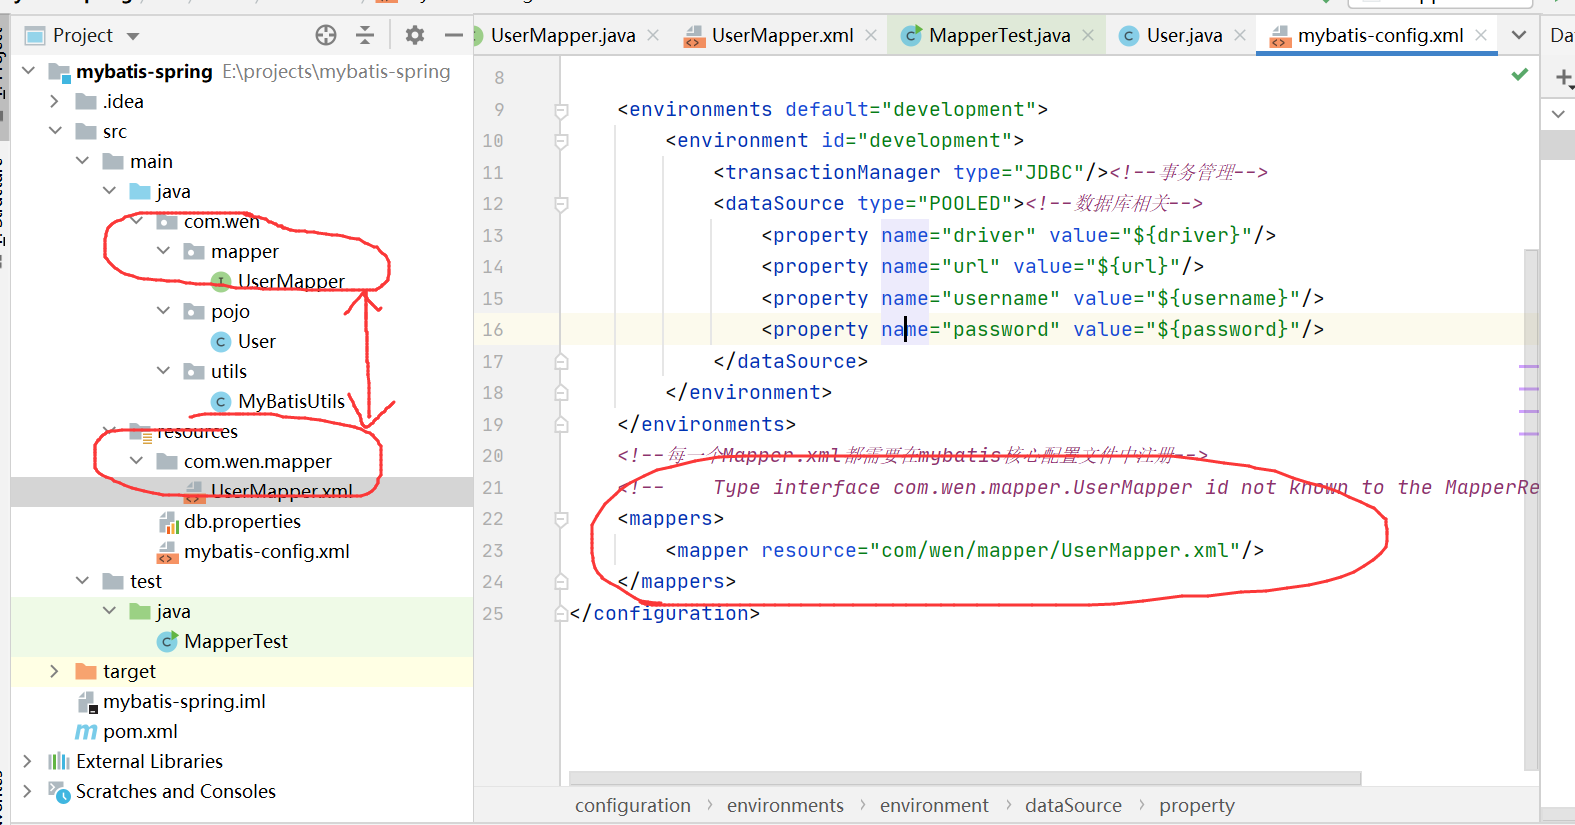 Project
mybatis-spring E:\projects\mybatis-spring
.idea
src
main
java
com.wen
mapper
UserMapper
pojo
User
utils
MyBatisUtils
resources
com.wen.mapper
UserMapper.xml
db.properties
mybatis-config.xml
test
java
MapperTest
target
mybatis-spring.iml
pom.xml
External Libraries
Scratches and Consoles
UserMapper.java UserMapper.xml MapperTest.java User.java mybatis-config.xml
8
9 <environments default="development">
10 <environment id="development">
11 <transactionManager type="JDBC"/><!--事务管理-->
12 <dataSource type="POOLED"><!--数据库相关-->
13 <property name="driver" value="${driver}"/>
14 <property name="url" value="${url}"/>
15 <property name="username" value="${username}"/>
16 <property name="password" value="${password}"/>
17 </dataSource>
18 </environment>
19 </environments>
20 <!--每一个Mapper.xml都需要在mybatis核心配置文件中注册-->
21 <!-- Type interface com.wen.mapper.UserMapper id not known to the MapperRe
22 <mappers>
23 <mapper resource="com/wen/mapper/UserMapper.xml"/>
24 </mappers>
25 </configuration>
configuration environments environment dataSource property